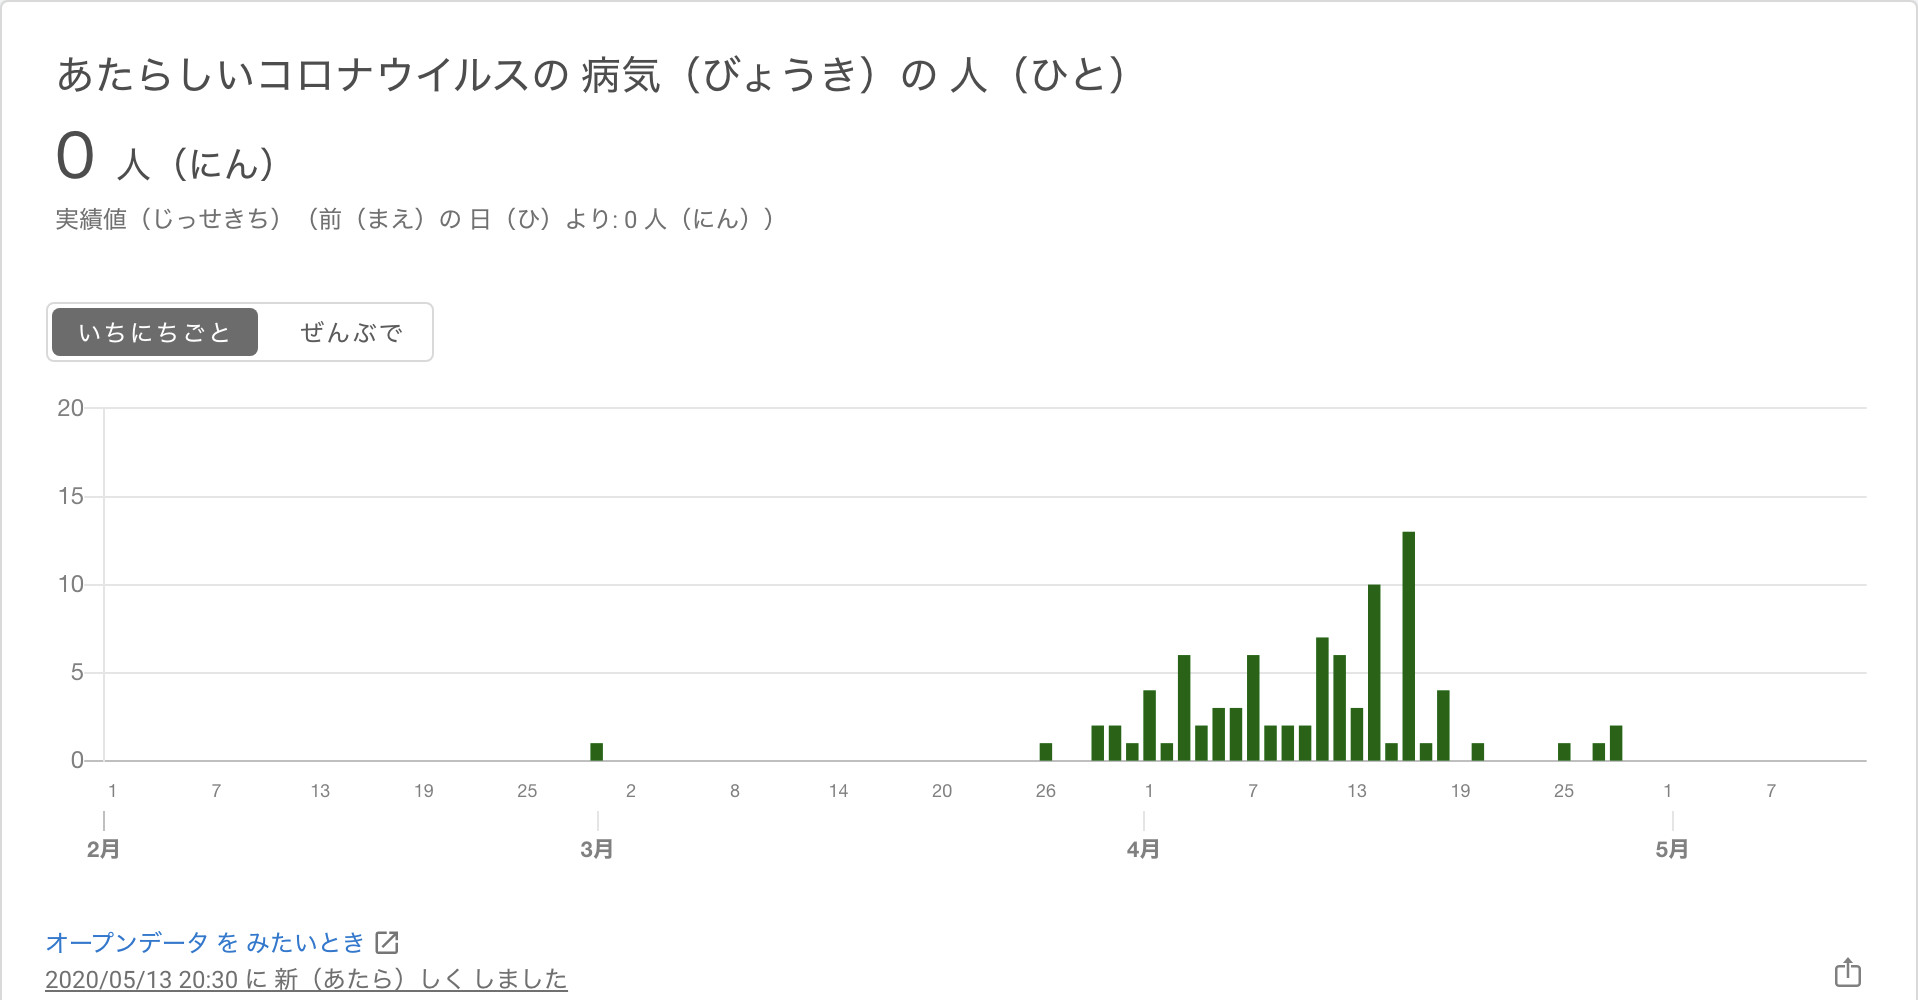 あたらしいコロナウイルスの 病気（びょうき）の 人（ひと）
0 人（にん）
実績値（じっせきち）（前（まえ）の 日（ひ）より: 0 人（にん））
いちにちごと ぜんぶで
20
15
10
5
0
1 7 13 19 25 2 8 14 20 26 1 7 13 19 25 1 7
2月 3月 4月 5月
オープンデータ を みたいとき
2020/05/13 20:30 に 新（あたら）しく しました